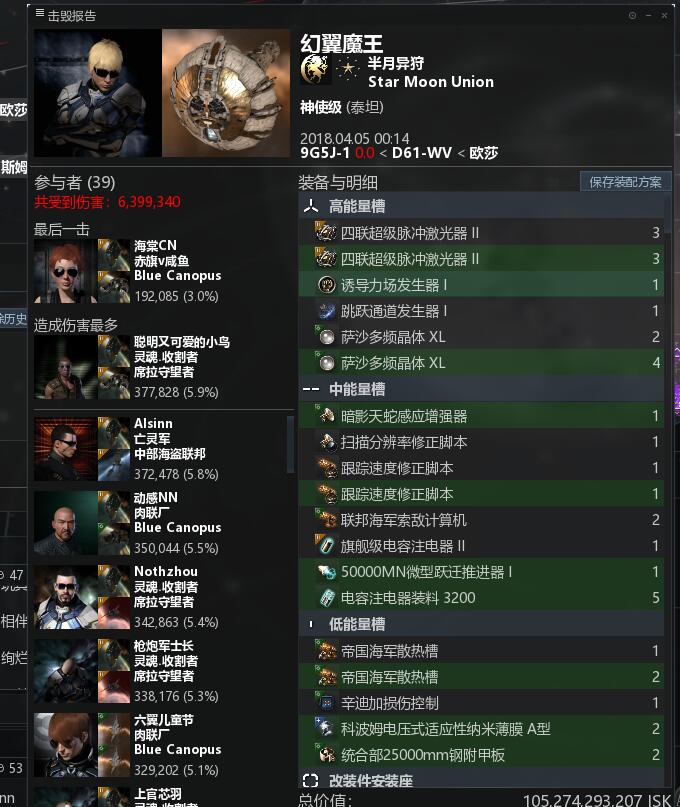 击毁报告
幻翼魔王
半月异狩
Star Moon Union
神使级 (泰坦)
2018.04.05 00:14
9G5J-1 0.0 < D61-WV < 欧莎
参与者 (39)
共受到伤害: 6,399,340
最后一击
海棠CN
赤旗v咸鱼
Blue Canopus
192,085 (3.0%)
造成伤害最多
聪明又可爱的小鸟
灵魂.收割者
席拉守望者
377,828 (5.9%)
Alsinn
亡灵军
中部海盗联邦
372,478 (5.8%)
动感NN
肉联厂
Blue Canopus
350,044 (5.5%)
Nothzhou
灵魂.收割者
席拉守望者
342,863 (5.4%)
枪炮军士长
灵魂.收割者
席拉守望者
338,176 (5.3%)
六翼儿童节
肉联厂
Blue Canopus
329,202 (5.1%)
上官芯羽
灵魂.收割者
装备与明细
保存装配方案
高能量槽
四联超级脉冲激光器 II 3
四联超级脉冲激光器 II 3
诱导力场发生器 I 1
跳跃通道发生器 I 1
萨沙多频晶体 XL 2
萨沙多频晶体 XL 4
中能量槽
暗影天蛇感应增强器 1
扫描分辨率修正脚本 1
跟踪速度修正脚本 1
跟踪速度修正脚本 1
联邦海军索敌计算机 2
旗舰级电容注电器 II 1
50000MN微型跃迁推进器 I 1
电容注电器装料 3200 5
低能量槽
帝国海军散热槽 1
帝国海军散热槽 2
辛迪加损伤控制 1
科波姆电压式适应性纳米薄膜 A型 2
统合部25000mm钢附甲板 2
改装件安装座
总价值: 105,274,293,207 ISK
欧莎
斯姆
除历史
47
相伴
绚烂
53
nn